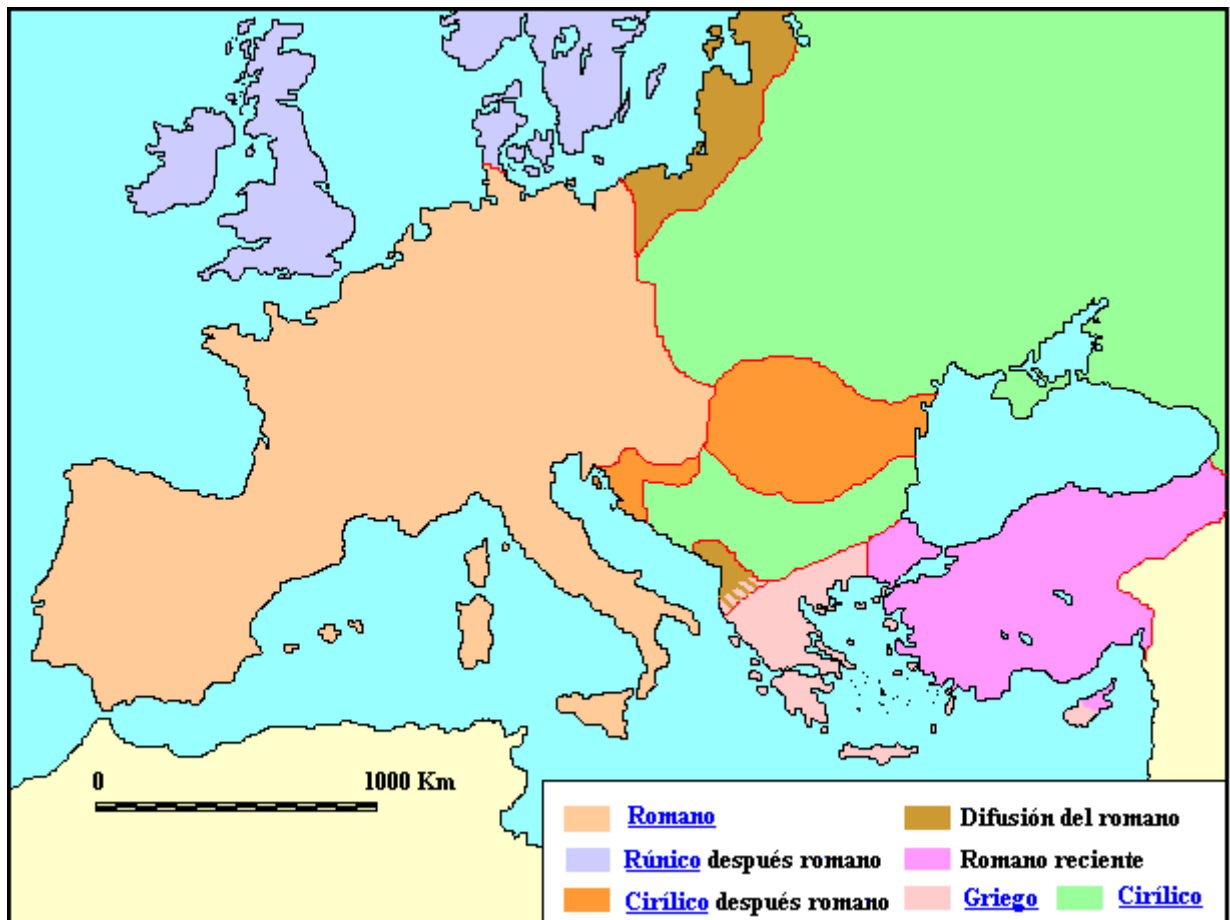 0 1000 Km
Romano
Difusión del romano
Rúnico después romano
Romano reciente
Cirílico después romano
Griego
Cirílico